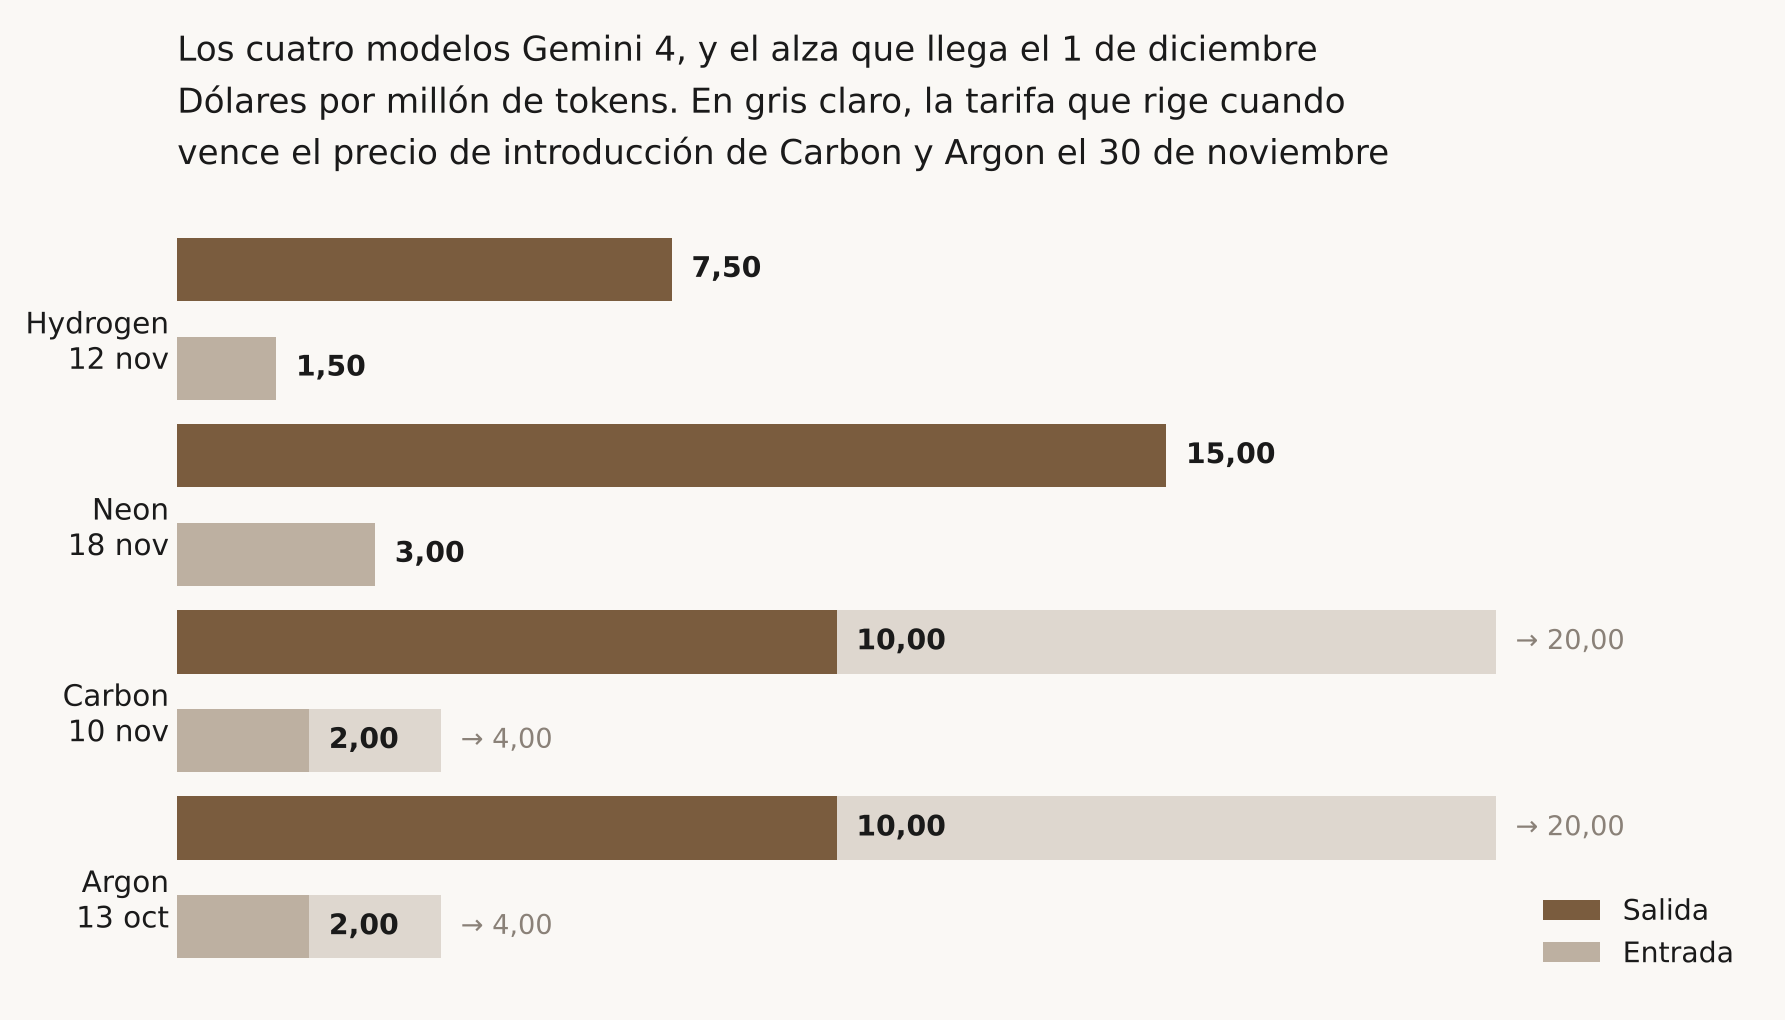 Los cuatro modelos Gemini 4, y el alza que llega el 1 de diciembre
Dólares por millón de tokens. En gris claro, la tarifa que rige cuando
vence el precio de introducción de Carbon y Argon el 30 de noviembre
7,50
Hydrogen
12 nov
1,50
15,00
Neon
18 nov
3,00
10,00 → 20,00
Carbon
10 nov
2,00 → 4,00
10,00 → 20,00
Argon
13 oct
2,00 → 4,00
Salida
Entrada